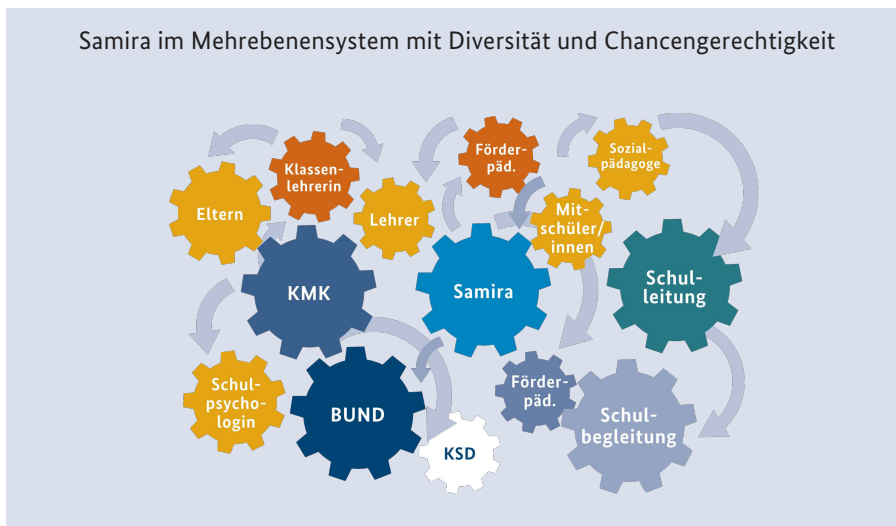 Samira im Mehrebenensystem mit Diversität und Chancengerechtigkeit
Klassen-
lehrerin
Förder-
päd.
Sozial-
pädagoge
Eltern
Lehrer
Mit-
schüler/
innen
KMK
Samira
Schul-
leitung
Schul-
psycho-
login
BUND
KSD
Förder-
päd.
Schul-
begleitung